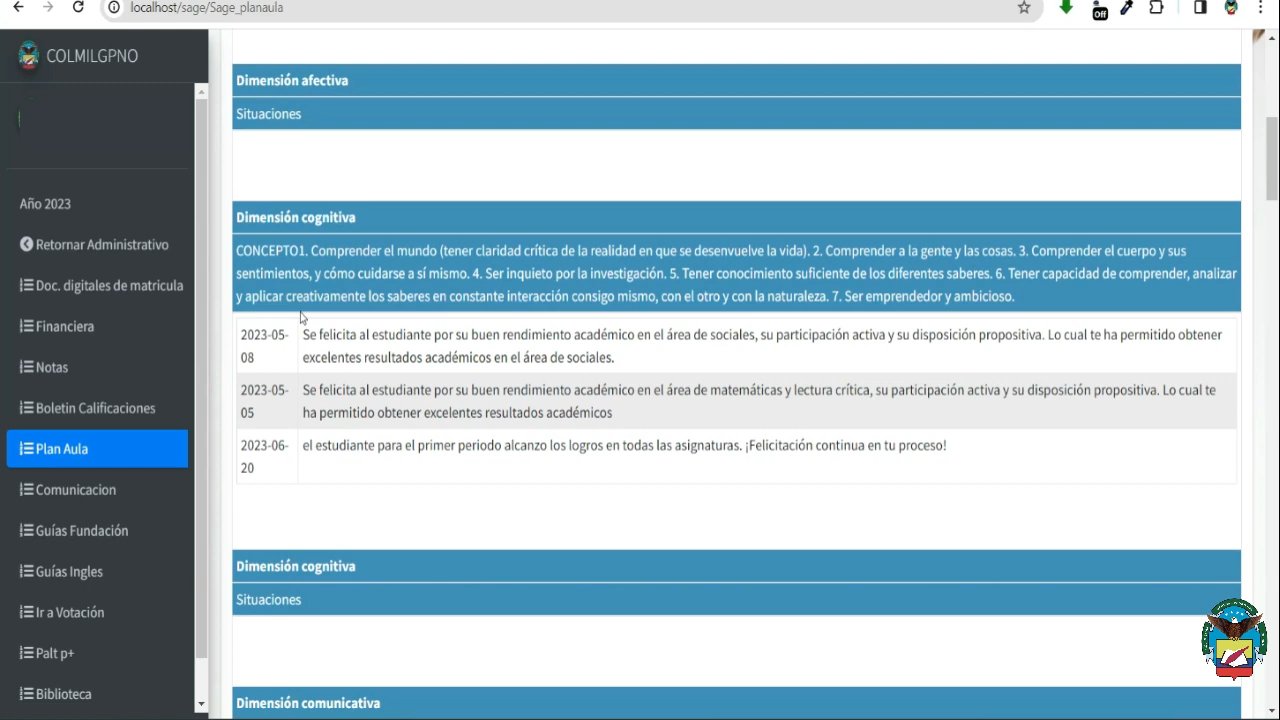 localhost/sage/Sage_planaula
Off
COLMILGPNO
Año 2023
Retornar Administrativo
Doc. digitales de matricula
Financiera
Notas
Boletin Calificaciones
Plan Aula
Comunicacion
Guías Fundación
Guías Ingles
Ir a Votación
Palt p+
Biblioteca
Dimensión afectiva
Situaciones
Dimensión cognitiva
CONCEPTO1. Comprender el mundo (tener claridad crítica de la realidad en que se desenvuelve la vida). 2. Comprender a la gente y las cosas. 3. Comprender el cuerpo y sus
sentimientos, y cómo cuidarse a sí mismo. 4. Ser inquieto por la investigación. 5. Tener conocimiento suficiente de los diferentes saberes. 6. Tener capacidad de comprender, analizar
y aplicar creativamente los saberes en constante interacción consigo mismo, con el otro y con la naturaleza. 7. Ser emprendedor y ambicioso.
2023-05-
08
Se felicita al estudiante por su buen rendimiento académico en el área de sociales, su participación activa y su disposición propositiva. Lo cual te ha permitido obtener
excelentes resultados académicos en el área de sociales.
2023-05-
05
Se felicita al estudiante por su buen rendimiento académico en el área de matemáticas y lectura crítica, su participación activa y su disposición propositiva. Lo cual te
ha permitido obtener excelentes resultados académicos
2023-06-
20
el estudiante para el primer periodo alcanzo los logros en todas las asignaturas. ¡Felicitación continua en tu proceso!
Dimensión cognitiva
Situaciones
Dimensión comunicativa